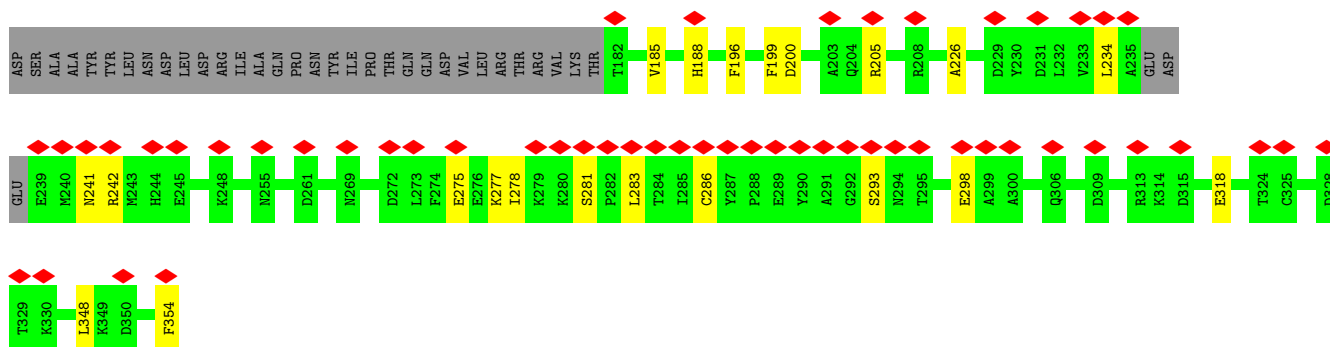 ASP SER ALA ALA TYR TYR LEU ASN ASP LEU ASP ASP ARG ILE ALA GLN PRO ASN TYR ILE PRO THR GLN GLN ASP VAL LEU ARG THR ARG VAL LYS THR T182 V185 H188 F196 F199 D200 A203 Q204 R205 R208 A226 D229 Y230 D231 L232 V233 L234 A235 GLU ASP
GLU E239 M240 N241 R242 M243 H244 E245 K248 N255 D261 N269 D272 L273 F274 E275 E276 K277 I278 K279 K280 S281 P282 L283 T284 I285 C286 Y287 P288 E289 Y290 A291 G292 S293 N294 T295 E298 A299 A300 Q306 D309 R313 K314 D315 E318 T324 C325 D328
T329 K330 L348 K349 D350 F354